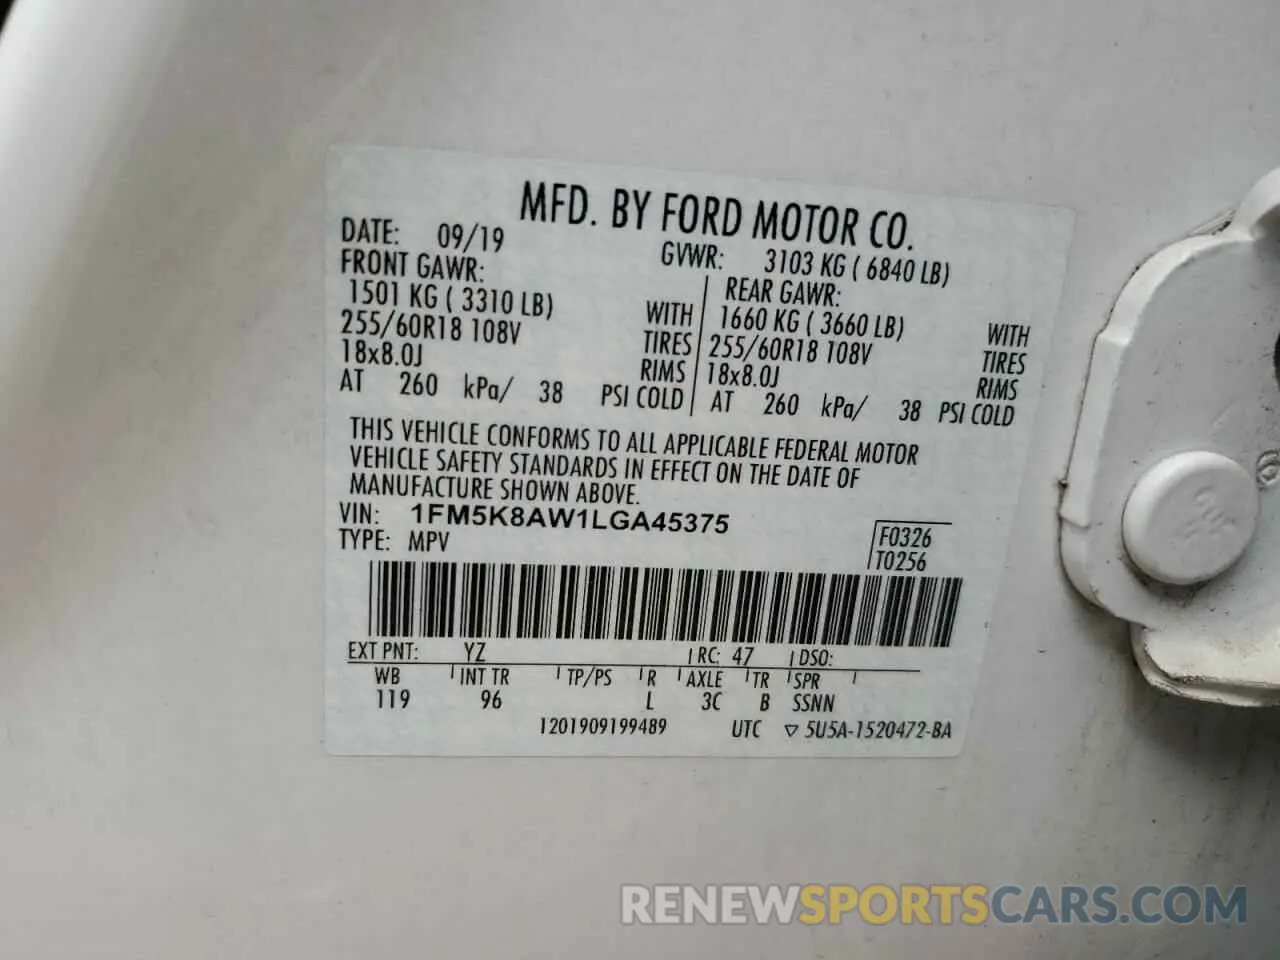 MFD. BY FORD MOTOR CO.
DATE: 09/19 GVWR: 3103 KG ( 6840 LB)
FRONT GAWR: REAR GAWR:
1501 KG ( 3310 LB) WITH 1660 KG ( 3660 LB) WITH
255/60R18 108V TIRES 255/60R18 108V TIRES
18x8.0J RIMS 18x8.0J RIMS
AT 260 kPa/ 38 PSI COLD AT 260 kPa/ 38 PSI COLD
THIS VEHICLE CONFORMS TO ALL APPLICABLE FEDERAL MOTOR
VEHICLE SAFETY STANDARDS IN EFFECT ON THE DATE OF
MANUFACTURE SHOWN ABOVE.
VIN: 1FM5K8AW1LGA45375 F0326
TYPE: MPV T0256
EXT PNT: YZ RC: 47 DSO:
WB INT TR TP/PS R AXLE TR SPR
119 96 L 3C B SSNN
1201909199489 UTC ▽ 5U5A-1520472-BA
RENEWSPORTSCARS.COM